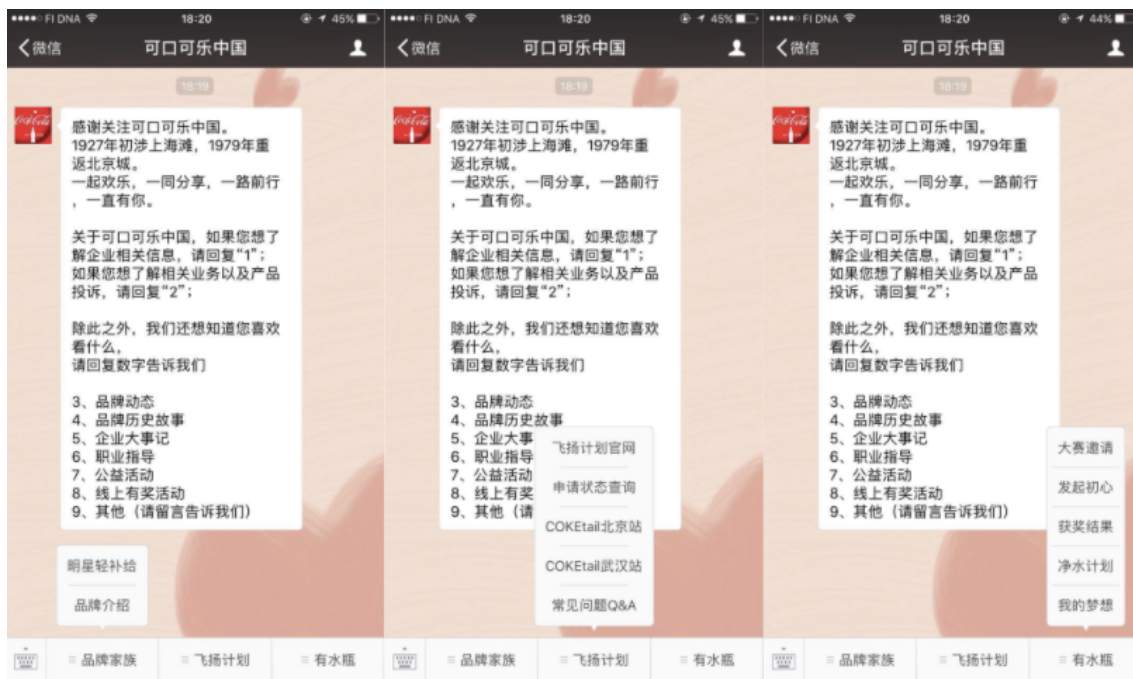 ●●●●○ FI DNA 18:20 45%
微信 可口可乐中国
18:19
Coca-Cola
感谢关注可口可乐中国。
1927年初涉上海滩，1979年重
返北京城。
一起欢乐，一同分享，一路前行
，一直有你。
关于可口可乐中国，如果您想了
解企业相关信息，请回复“1”；
如果您想了解相关业务以及产品
投诉，请回复“2”；
除此之外，我们还想知道您喜欢
看什么，
请回复数字告诉我们
3、品牌动态
4、品牌历史故事
5、企业大事记
6、职业指导
7、公益活动
8、线上有奖活动
9、其他（请留言告诉我们）
明星轻补给
品牌介绍
品牌家族 飞扬计划 有水瓶
●●●●○ FI DNA 18:20 45%
微信 可口可乐中国
18:19
Coca-Cola
感谢关注可口可乐中国。
1927年初涉上海滩，1979年重
返北京城。
一起欢乐，一同分享，一路前行
，一直有你。
关于可口可乐中国，如果您想了
解企业相关信息，请回复“1”；
如果您想了解相关业务以及产品
投诉，请回复“2”；
除此之外，我们还想知道您喜欢
看什么，
请回复数字告诉我们
3、品牌动态
4、品牌历史故事
5、企业大事
6、职业指导
7、公益活动
8、线上有奖
9、其他（请
飞扬计划官网
申请状态查询
COKEtail北京站
COKEtail武汉站
常见问题Q&A
品牌家族 飞扬计划 有水瓶
●●●●○ FI DNA 18:20 44%
微信 可口可乐中国
18:19
Coca-Cola
感谢关注可口可乐中国。
1927年初涉上海滩，1979年重
返北京城。
一起欢乐，一同分享，一路前行
，一直有你。
关于可口可乐中国，如果您想了
解企业相关信息，请回复“1”；
如果您想了解相关业务以及产品
投诉，请回复“2”；
除此之外，我们还想知道您喜欢
看什么，
请回复数字告诉我们
3、品牌动态
4、品牌历史故事
5、企业大事记
6、职业指导
7、公益活动
8、线上有奖活动
9、其他（请留言告诉我们）
大赛邀请
发起初心
获奖结果
净水计划
我的梦想
品牌家族 飞扬计划 有水瓶